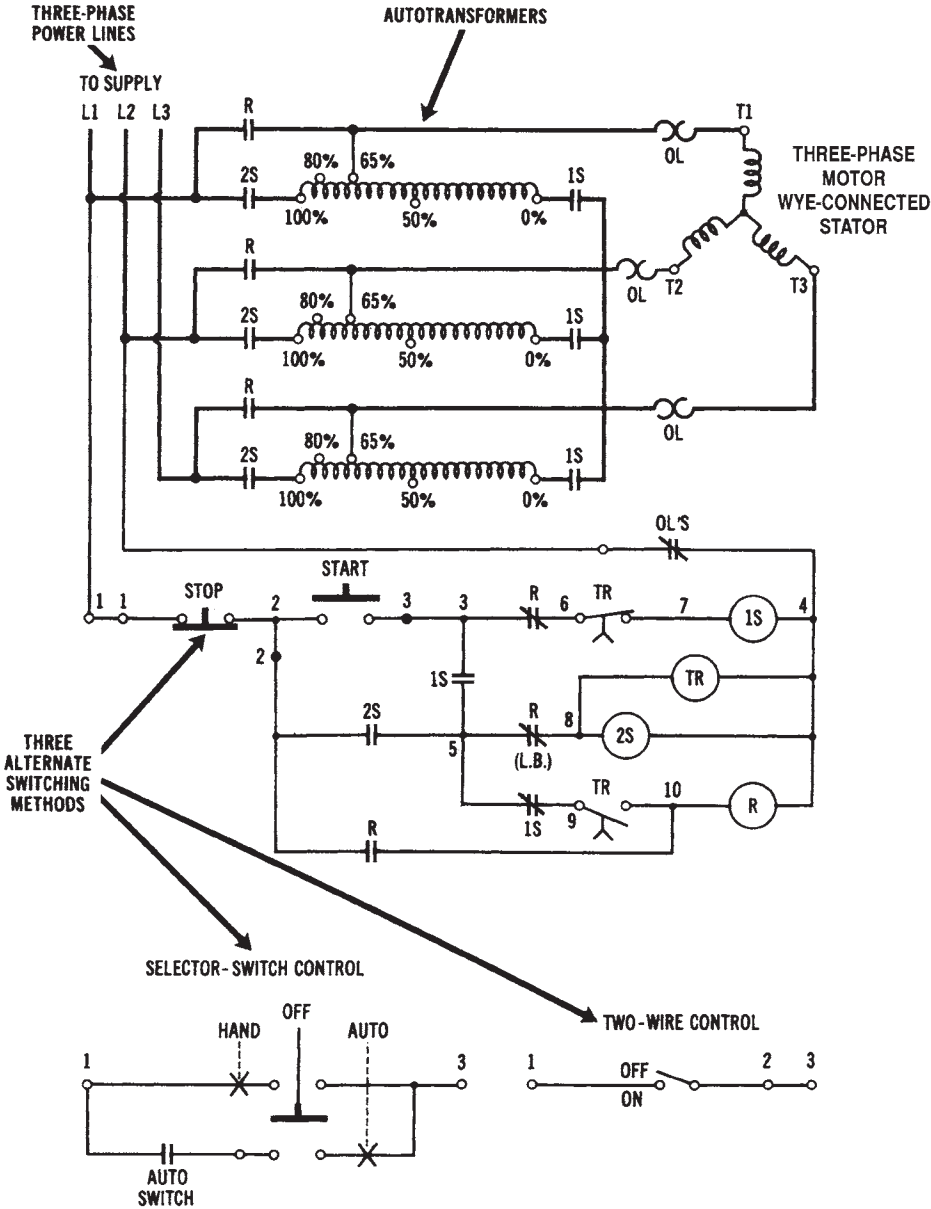 THREE-PHASE
POWER LINES
AUTOTRANSFORMERS
TO SUPPLY
L1 L2 L3
R
T1
OL
THREE-PHASE
MOTOR
WYE-CONNECTED
STATOR
80% 65%
2S
1S
100% 50% 0%
R
OL T2 T3
80% 65%
2S
1S
100% 50% 0%
R
OL
80% 65%
2S
1S
100% 50% 0%
OL'S
START
STOP
1 1 2 3 3 R 6 TR 7 1S 4
2
1S
TR
2S
R
8
2S
5
(L.B.)
THREE
ALTERNATE
SWITCHING
METHODS
TR
10
R
1S
9
R
SELECTOR-SWITCH CONTROL
OFF
TWO-WIRE CONTROL
HAND
AUTO
1
3
1
OFF
2 3
ON
AUTO
SWITCH